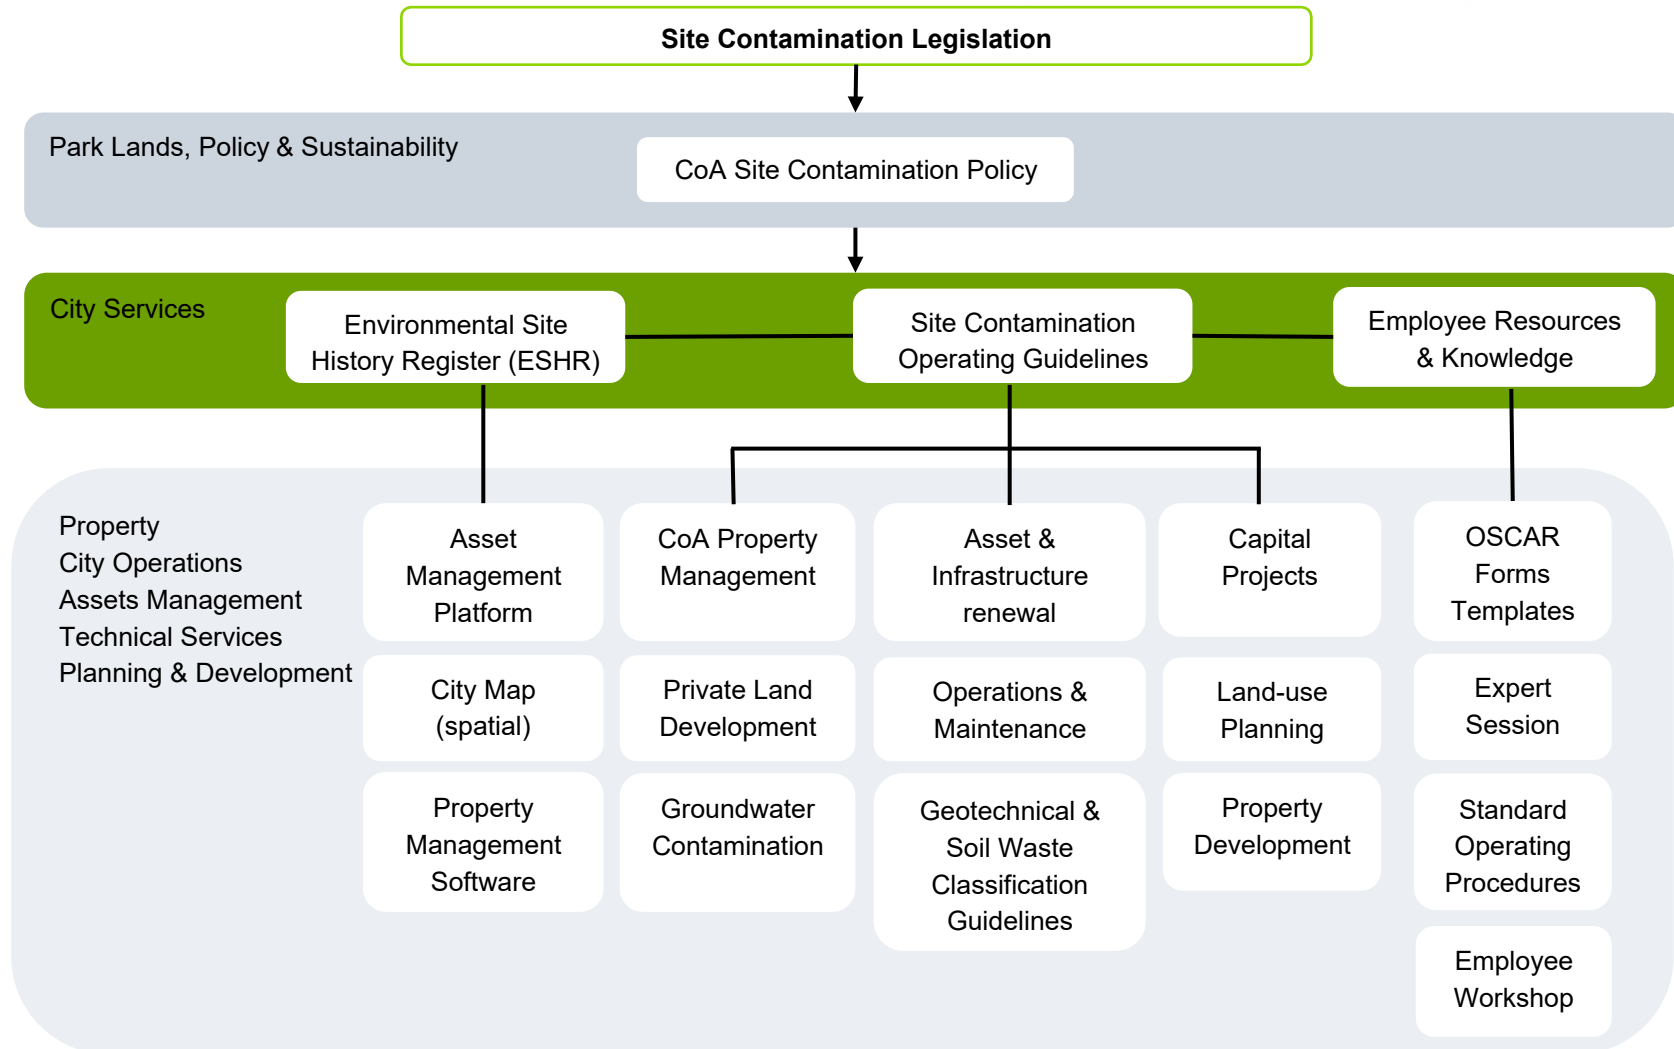 Site Contamination Legislation
Park Lands, Policy & Sustainability
CoA Site Contamination Policy
City Services
Environmental Site
History Register (ESHR)
Site Contamination
Operating Guidelines
Employee Resources
& Knowledge
Property
City Operations
Assets Management
Technical Services
Planning & Development
Asset
Management
Platform
City Map
(spatial)
Property
Management
Software
CoA Property
Management
Private Land
Development
Groundwater
Contamination
Asset &
Infrastructure
renewal
Operations &
Maintenance
Geotechnical &
Soil Waste
Classification
Guidelines
Capital
Projects
Land-use
Planning
Property
Development
OSCAR
Forms
Templates
Expert
Session
Standard
Operating
Procedures
Employee
Workshop